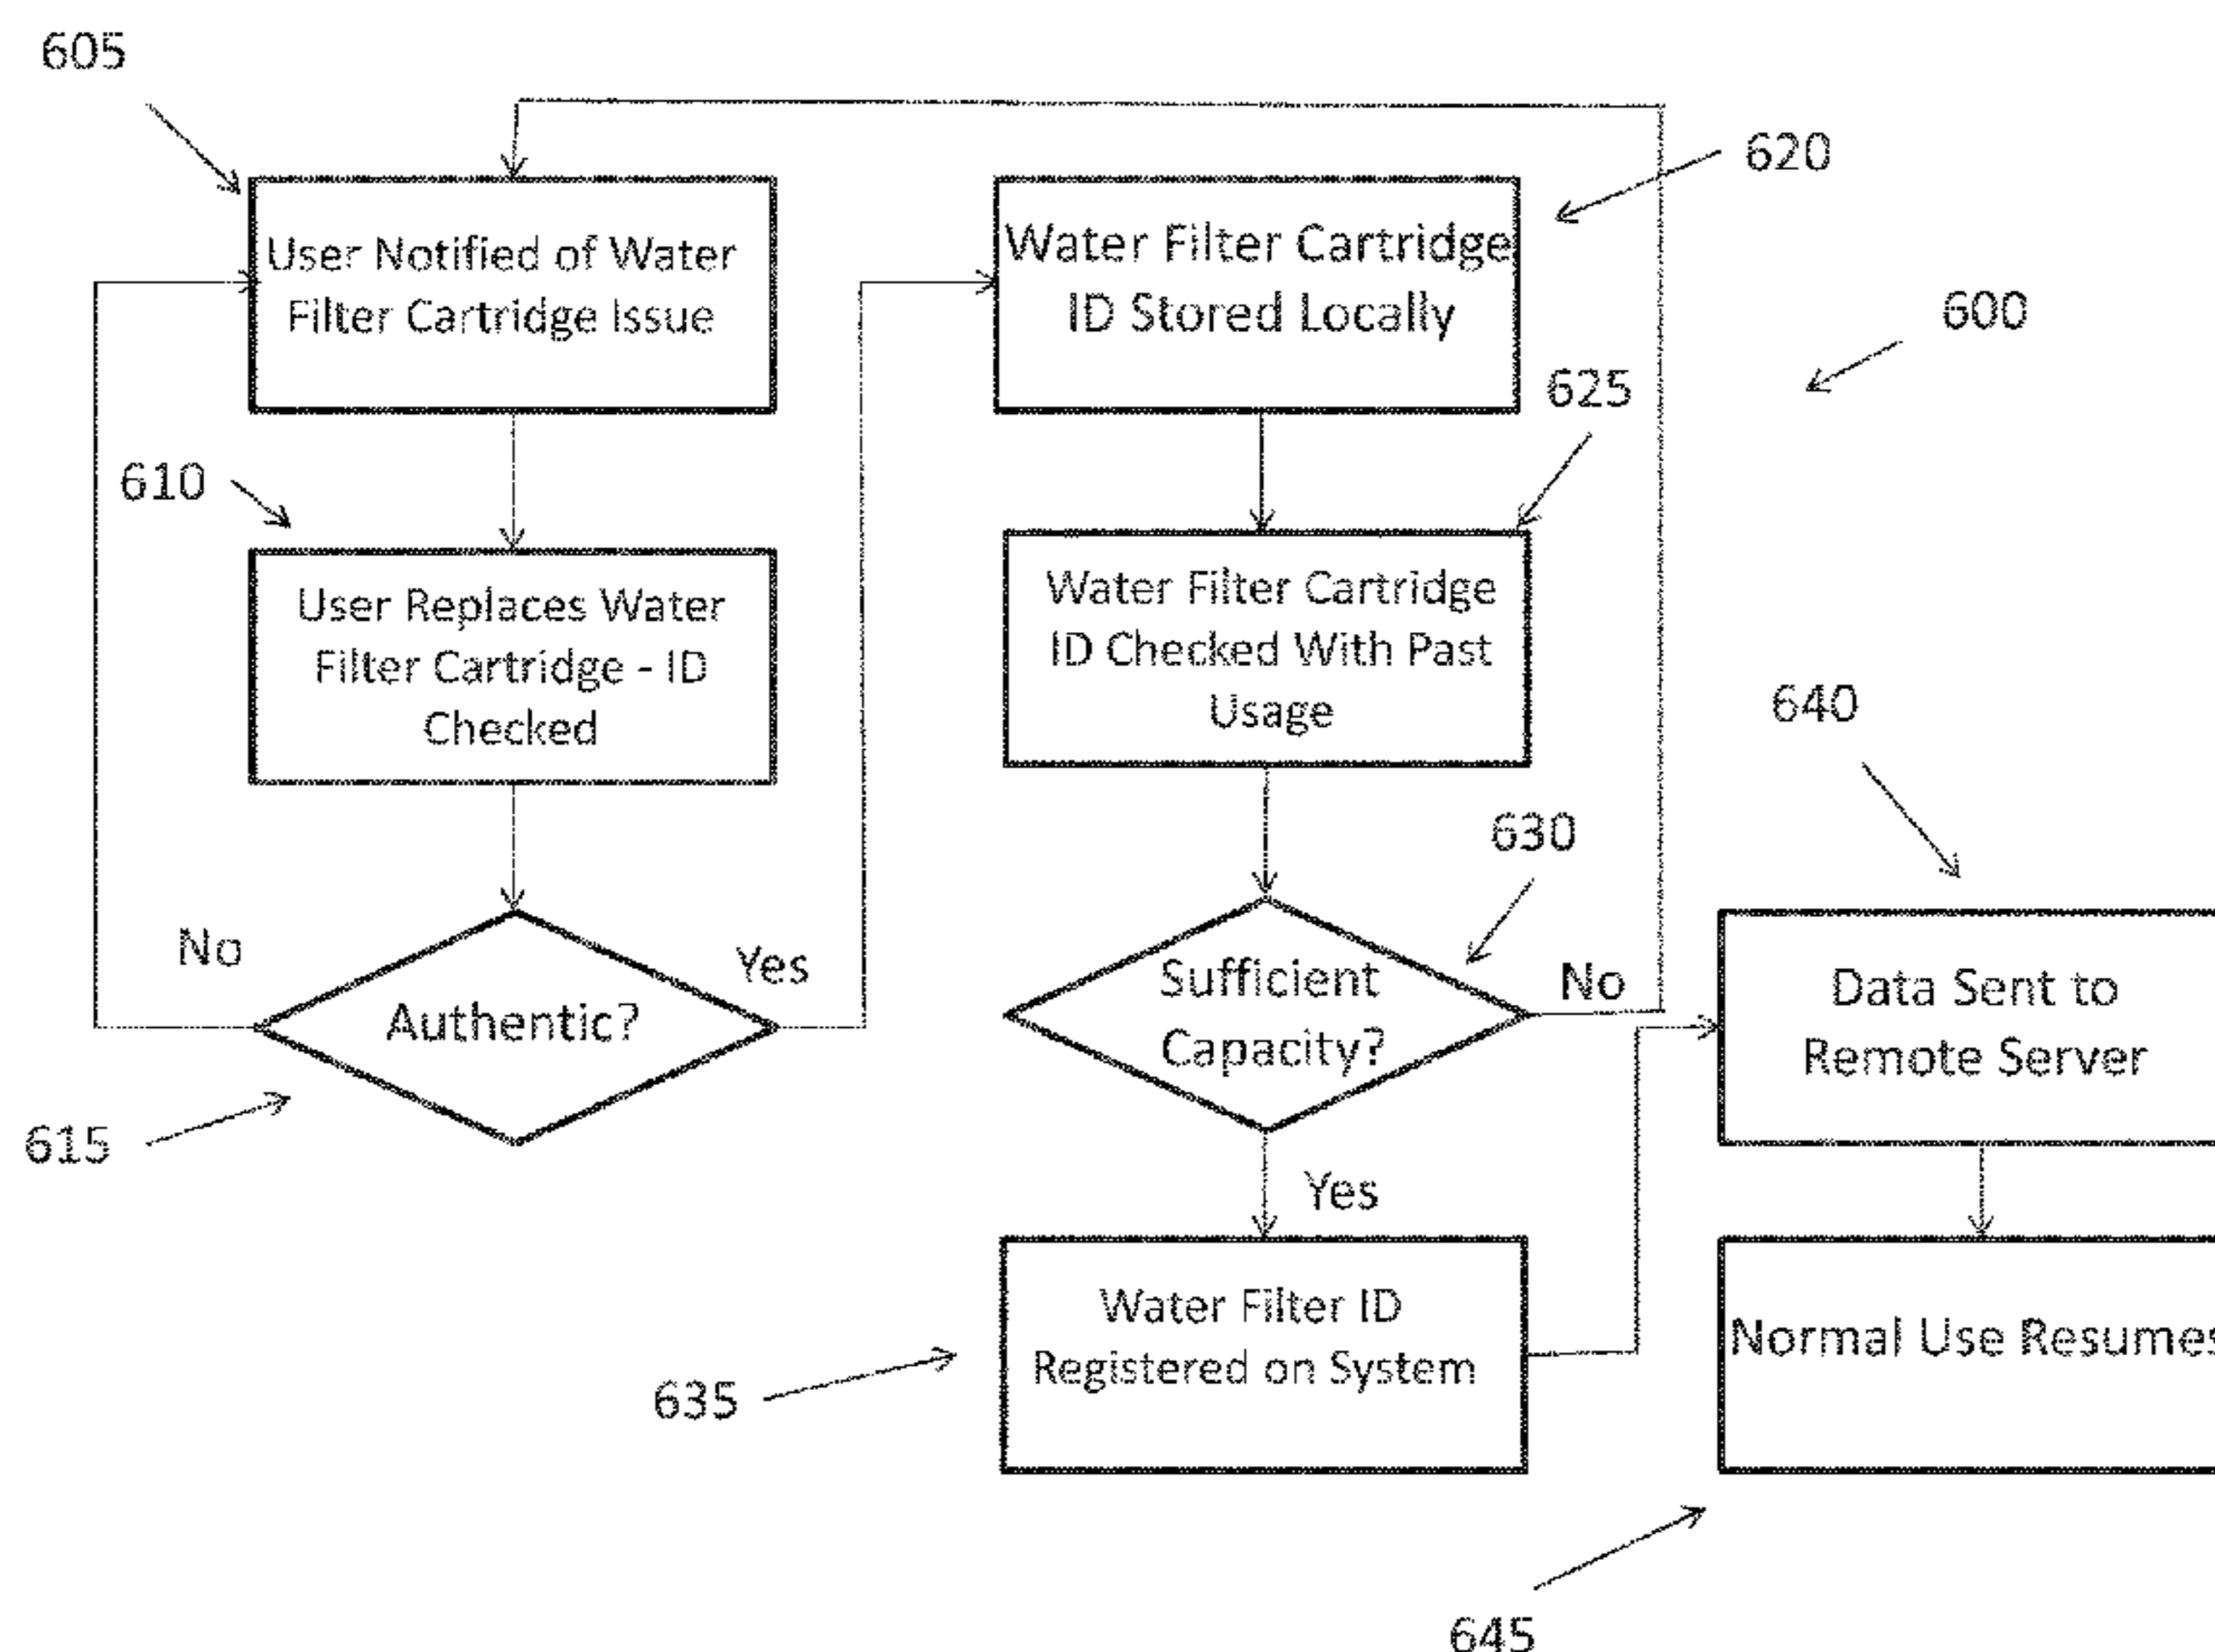 605
User Notified of Water
Filter Cartridge Issue
610
User Replaces Water
Filter Cartridge - ID
Checked
No
Authentic?
Yes
615
Water Filter Cartridge
ID Stored Locally
620
600
625
Water Filter Cartridge
ID Checked With Past
Usage
630
Sufficient
Capacity?
No
Yes
Water Filter ID
Registered on System
635
640
Data Sent to
Remote Server
Normal Use Resumes
645